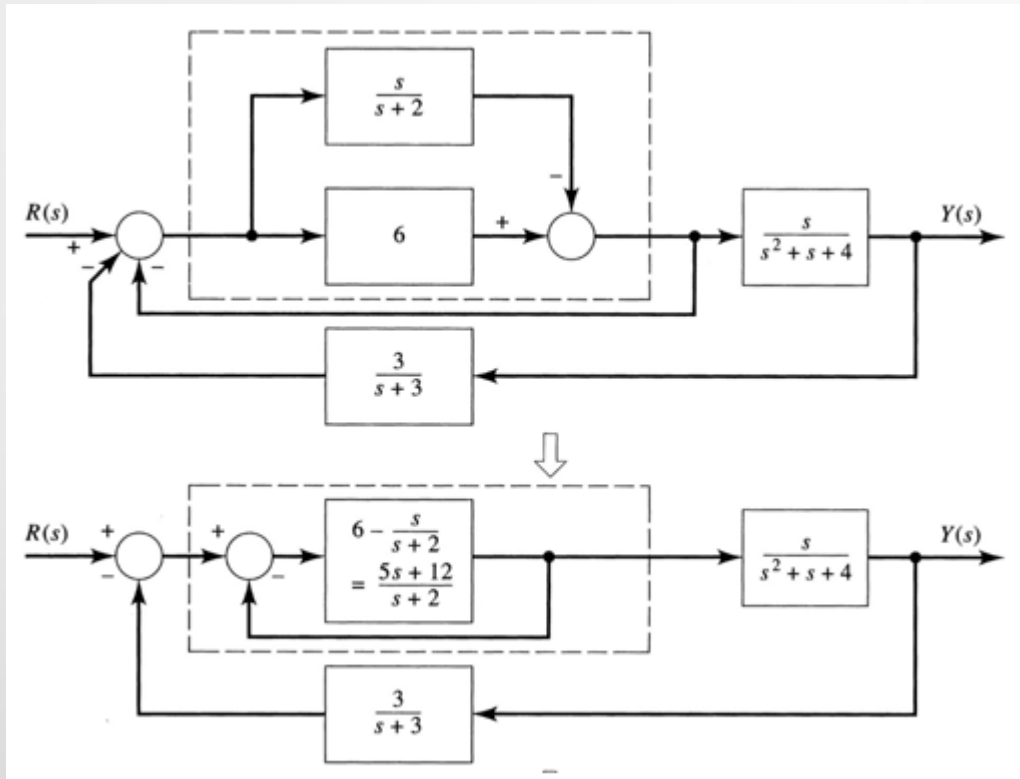 s
s + 2
−
R(s)
+
−
−
6
+
s
s² + s + 4
Y(s)
3
s + 3
R(s)
+
−
+
−
6 − s
s + 2
= 5s + 12
s + 2
s
s² + s + 4
Y(s)
3
s + 3